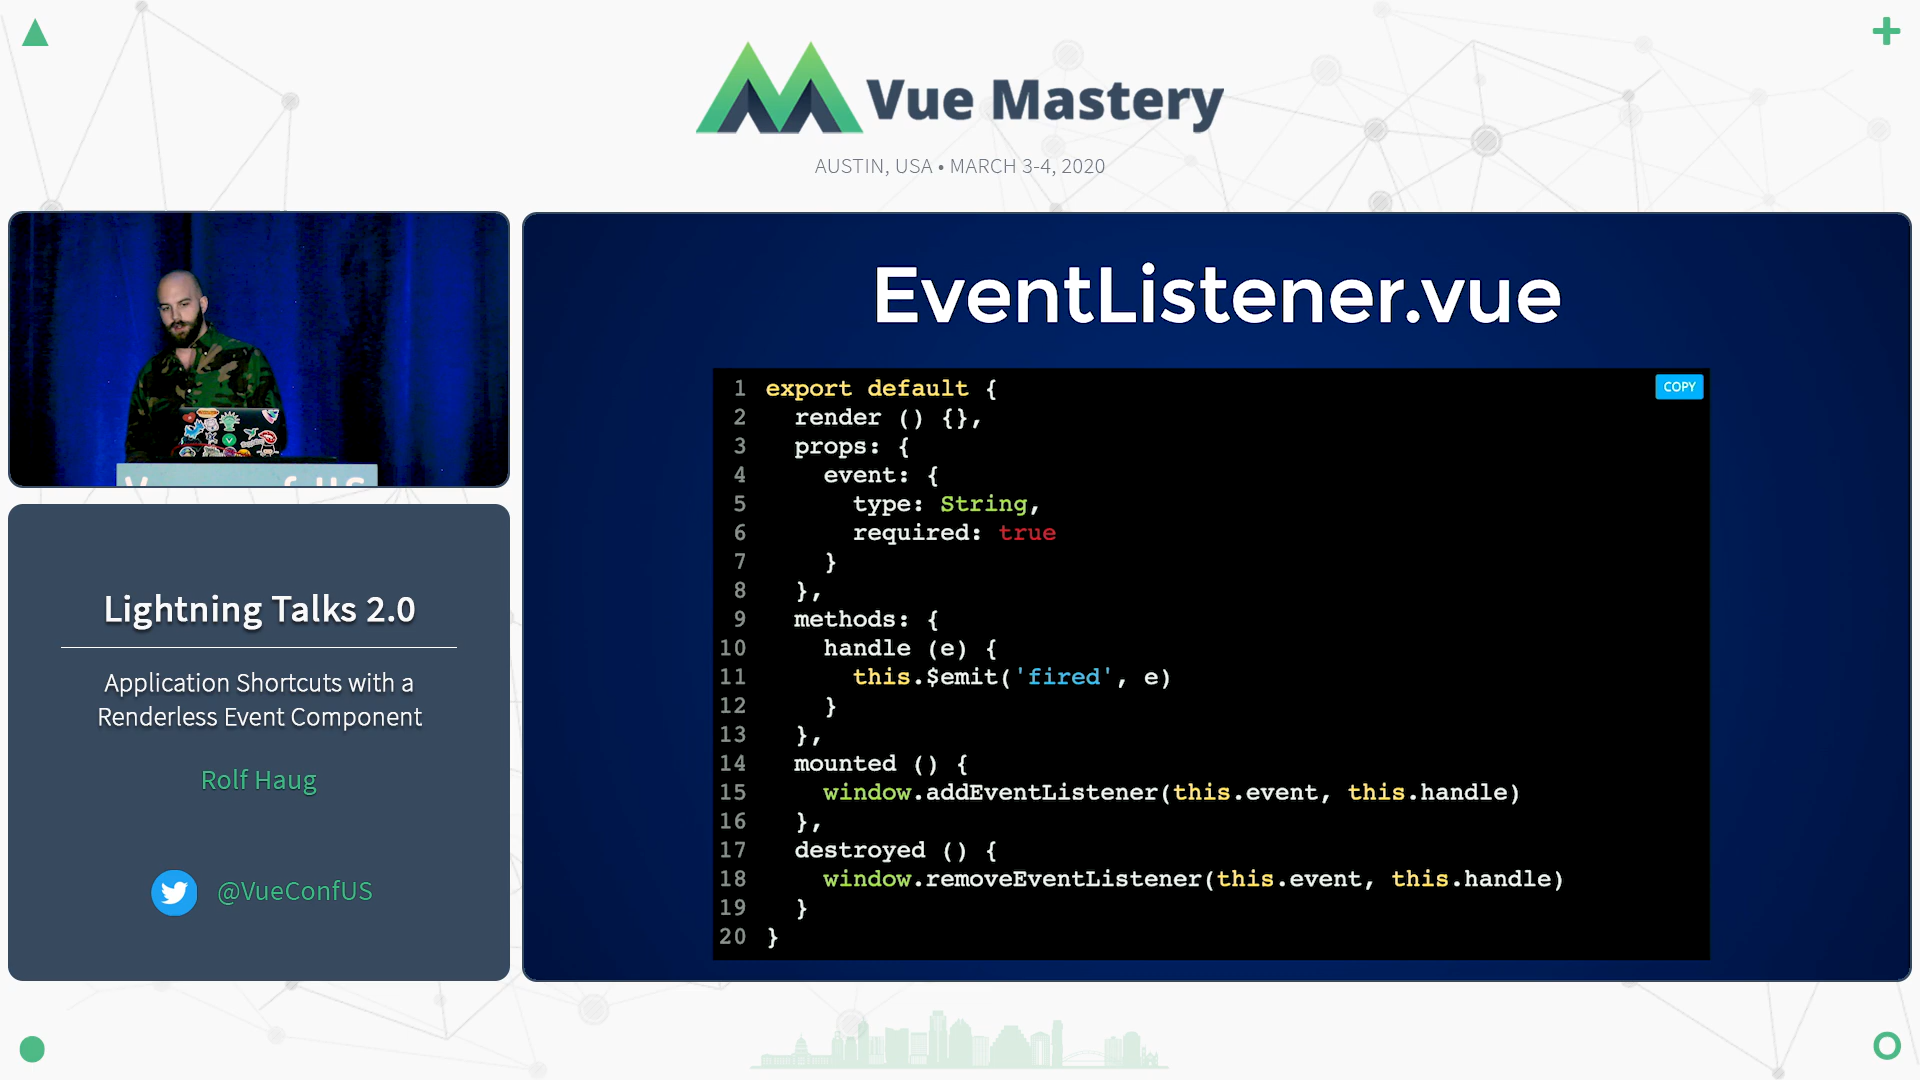 Vue Mastery
AUSTIN, USA • MARCH 3-4, 2020
Lightning Talks 2.0
Application Shortcuts with a
Renderless Event Component
Rolf Haug
@VueConfUS
EventListener.vue
COPY
1 export default {
2   render () {},
3   props: {
4     event: {
5       type: String,
6       required: true
7     }
8   },
9   methods: {
10     handle (e) {
11       this.$emit('fired', e)
12     }
13   },
14   mounted () {
15     window.addEventListener(this.event, this.handle)
16   },
17   destroyed () {
18     window.removeEventListener(this.event, this.handle)
19   }
20 }